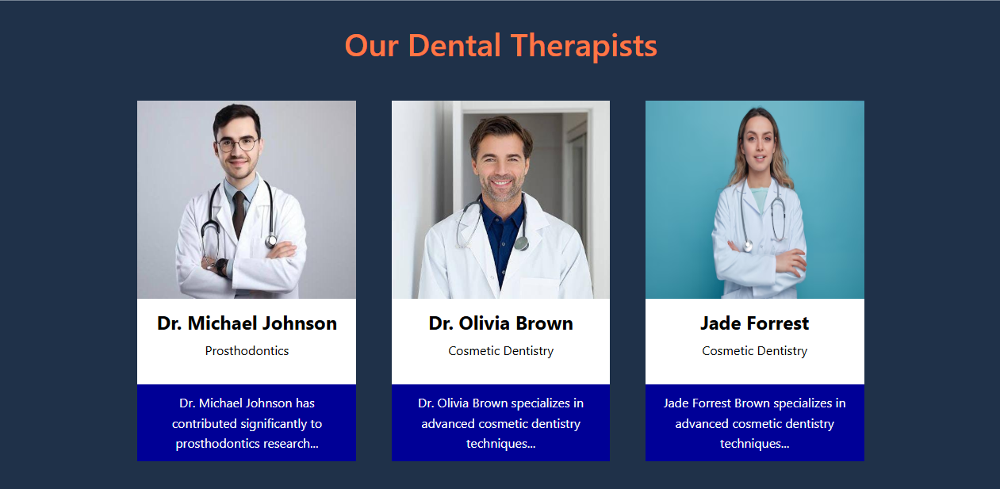 Our Dental Therapists
Dr. Michael Johnson
Prosthodontics
Dr. Michael Johnson has
contributed significantly to
prosthodontics research...
Dr. Olivia Brown
Cosmetic Dentistry
Dr. Olivia Brown specializes in
advanced cosmetic dentistry
techniques...
Jade Forrest
Cosmetic Dentistry
Jade Forrest Brown specializes in
advanced cosmetic dentistry
techniques...